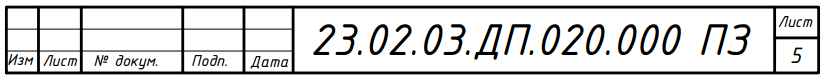 23.02.03.ДП.020.000 ПЗ
Лист
5
Изм Лист № докум. Подп. Дата